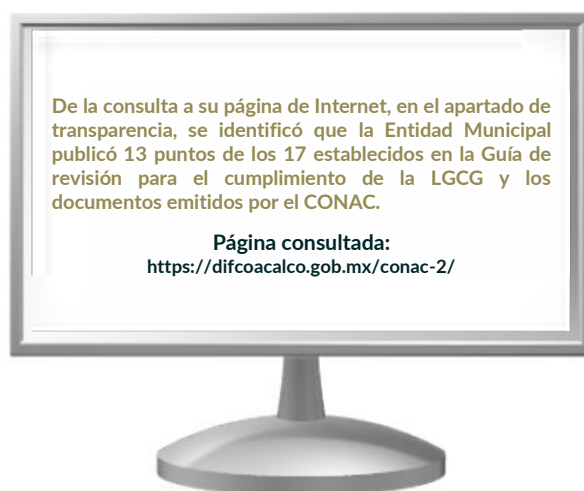 De la consulta a su página de Internet, en el apartado de
transparencia, se identificó que la Entidad Municipal
publicó 13 puntos de los 17 establecidos en la Guía de
revisión para el cumplimiento de la LGCG y los
documentos emitidos por el CONAC.
Página consultada:
https://difcoacalco.gob.mx/conac-2/